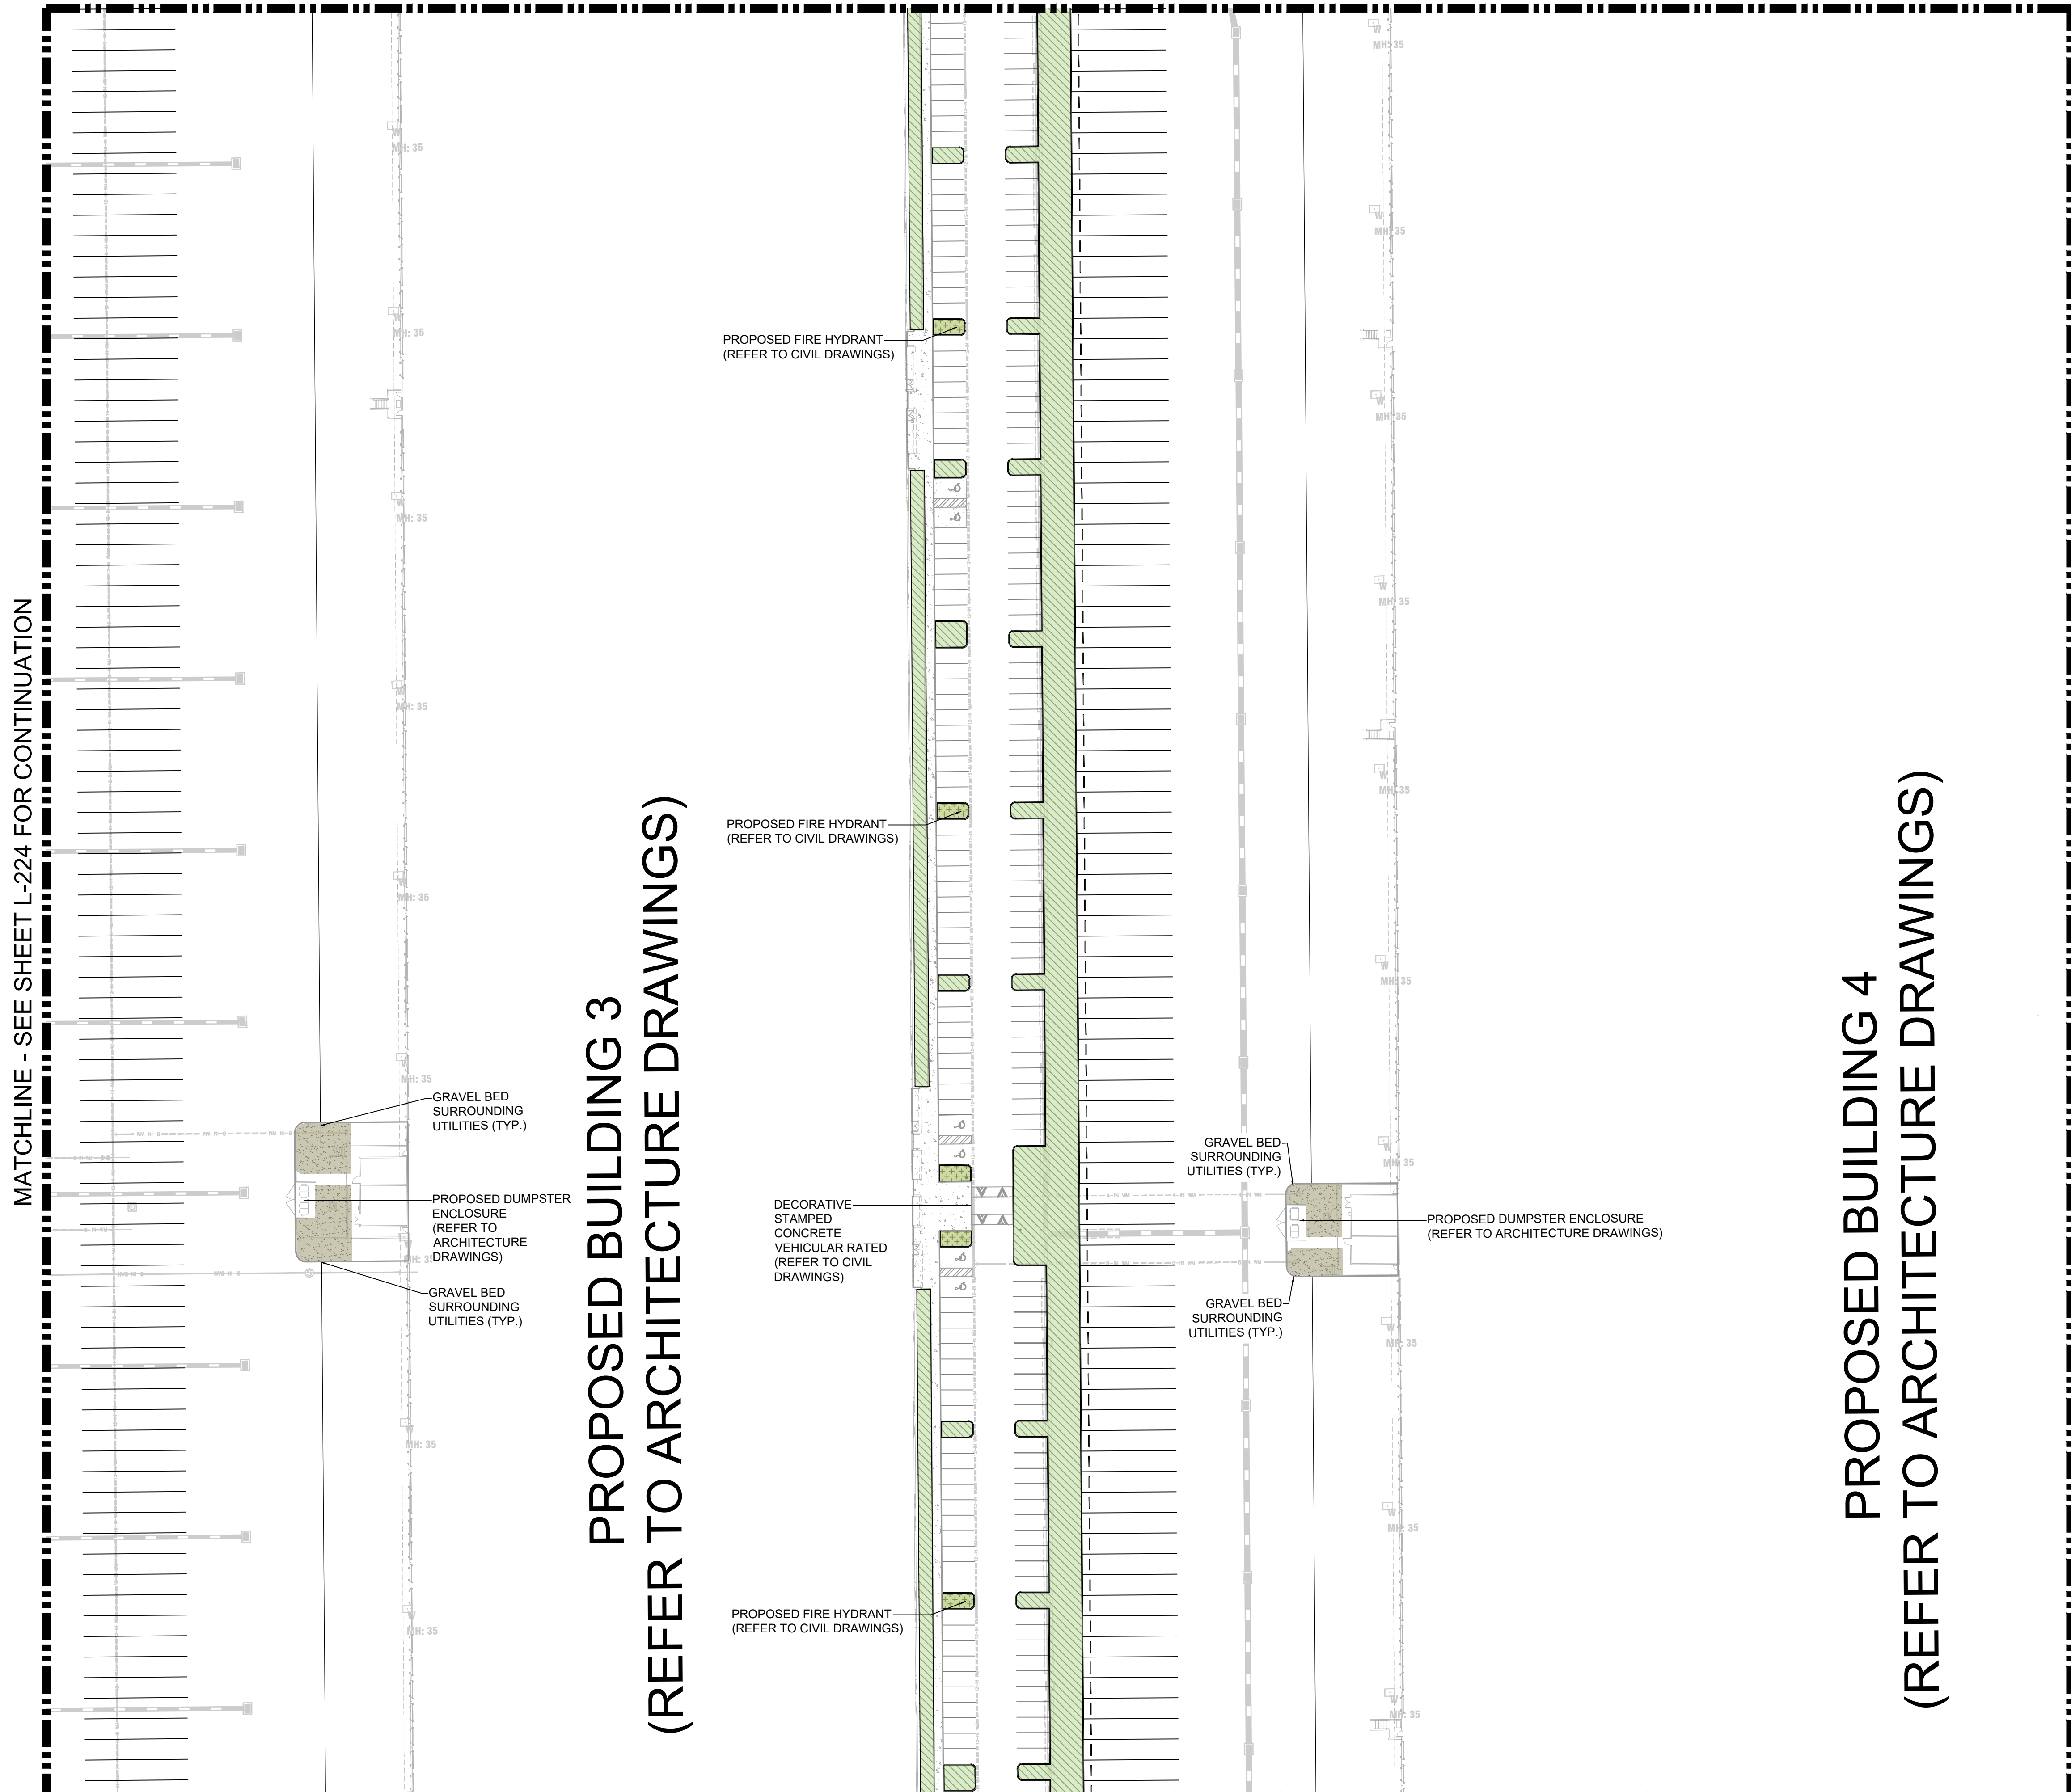 MATCHLINE - SEE SHEET L-224 FOR CONTINUATION
PROPOSED FIRE HYDRANT
(REFER TO CIVIL DRAWINGS)
PROPOSED FIRE HYDRANT
(REFER TO CIVIL DRAWINGS)
PROPOSED BUILDING 3
(REFER TO ARCHITECTURE DRAWINGS)
PROPOSED BUILDING 4
(REFER TO ARCHITECTURE DRAWINGS)
GRAVEL BED
SURROUNDING
UTILITIES (TYP.)
PROPOSED DUMPSTER
ENCLOSURE
(REFER TO
ARCHITECTURE
DRAWINGS)
GRAVEL BED
SURROUNDING
UTILITIES (TYP.)
DECORATIVE
STAMPED
CONCRETE
VEHICULAR RATED
(REFER TO CIVIL
DRAWINGS)
GRAVEL BED
SURROUNDING
UTILITIES (TYP.)
PROPOSED DUMPSTER ENCLOSURE
(REFER TO ARCHITECTURE DRAWINGS)
GRAVEL BED
SURROUNDING
UTILITIES (TYP.)
PROPOSED FIRE HYDRANT
(REFER TO CIVIL DRAWINGS)
W
MH: 35
W
MH: 35
W
MH: 35
W
MH: 35
W
MH: 35
W
MH: 35
W
MH: 35
W
MH: 35
W
MH: 35
W
MH: 35
W
MH: 35
W
MH: 35
W
MH: 35
W
MH: 35
W
MH: 35
W
MH: 35
W
MH: 35
W
MH: 35
W
MH: 35